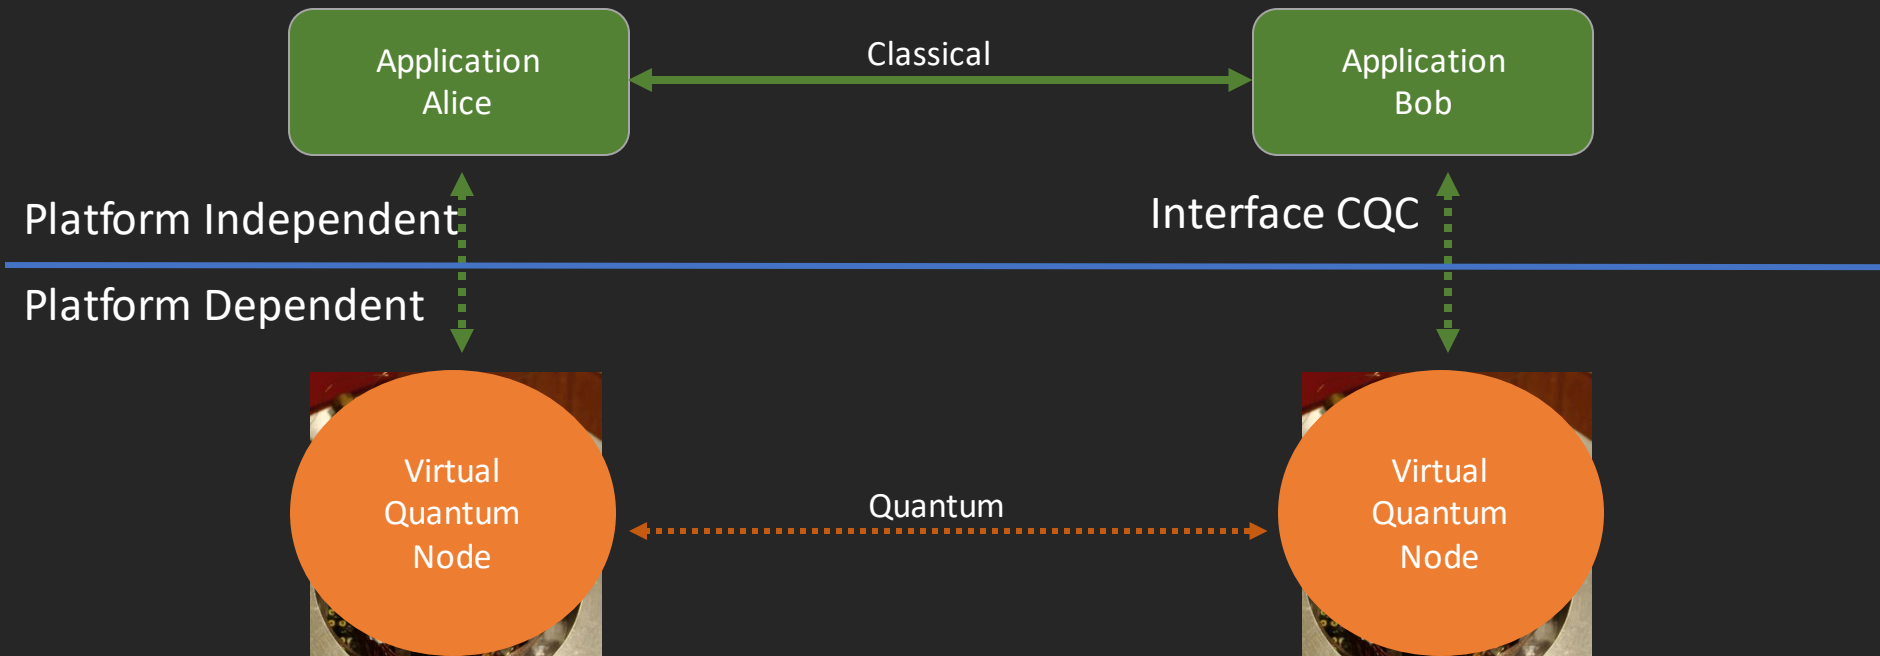 Application
Alice
Classical
Application
Bob
Platform Independent
Interface CQC
Platform Dependent
Virtual
Quantum
Node
Quantum
Virtual
Quantum
Node